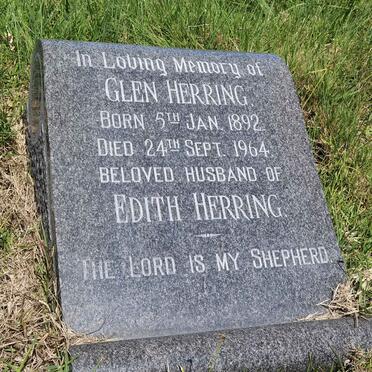 In Loving Memory of
GLEN HERRING.
BORN 5TH JAN. 1892.
DIED 24TH SEPT. 1964.
BELOVED HUSBAND OF
EDITH HERRING.
THE LORD IS MY SHEPHERD.